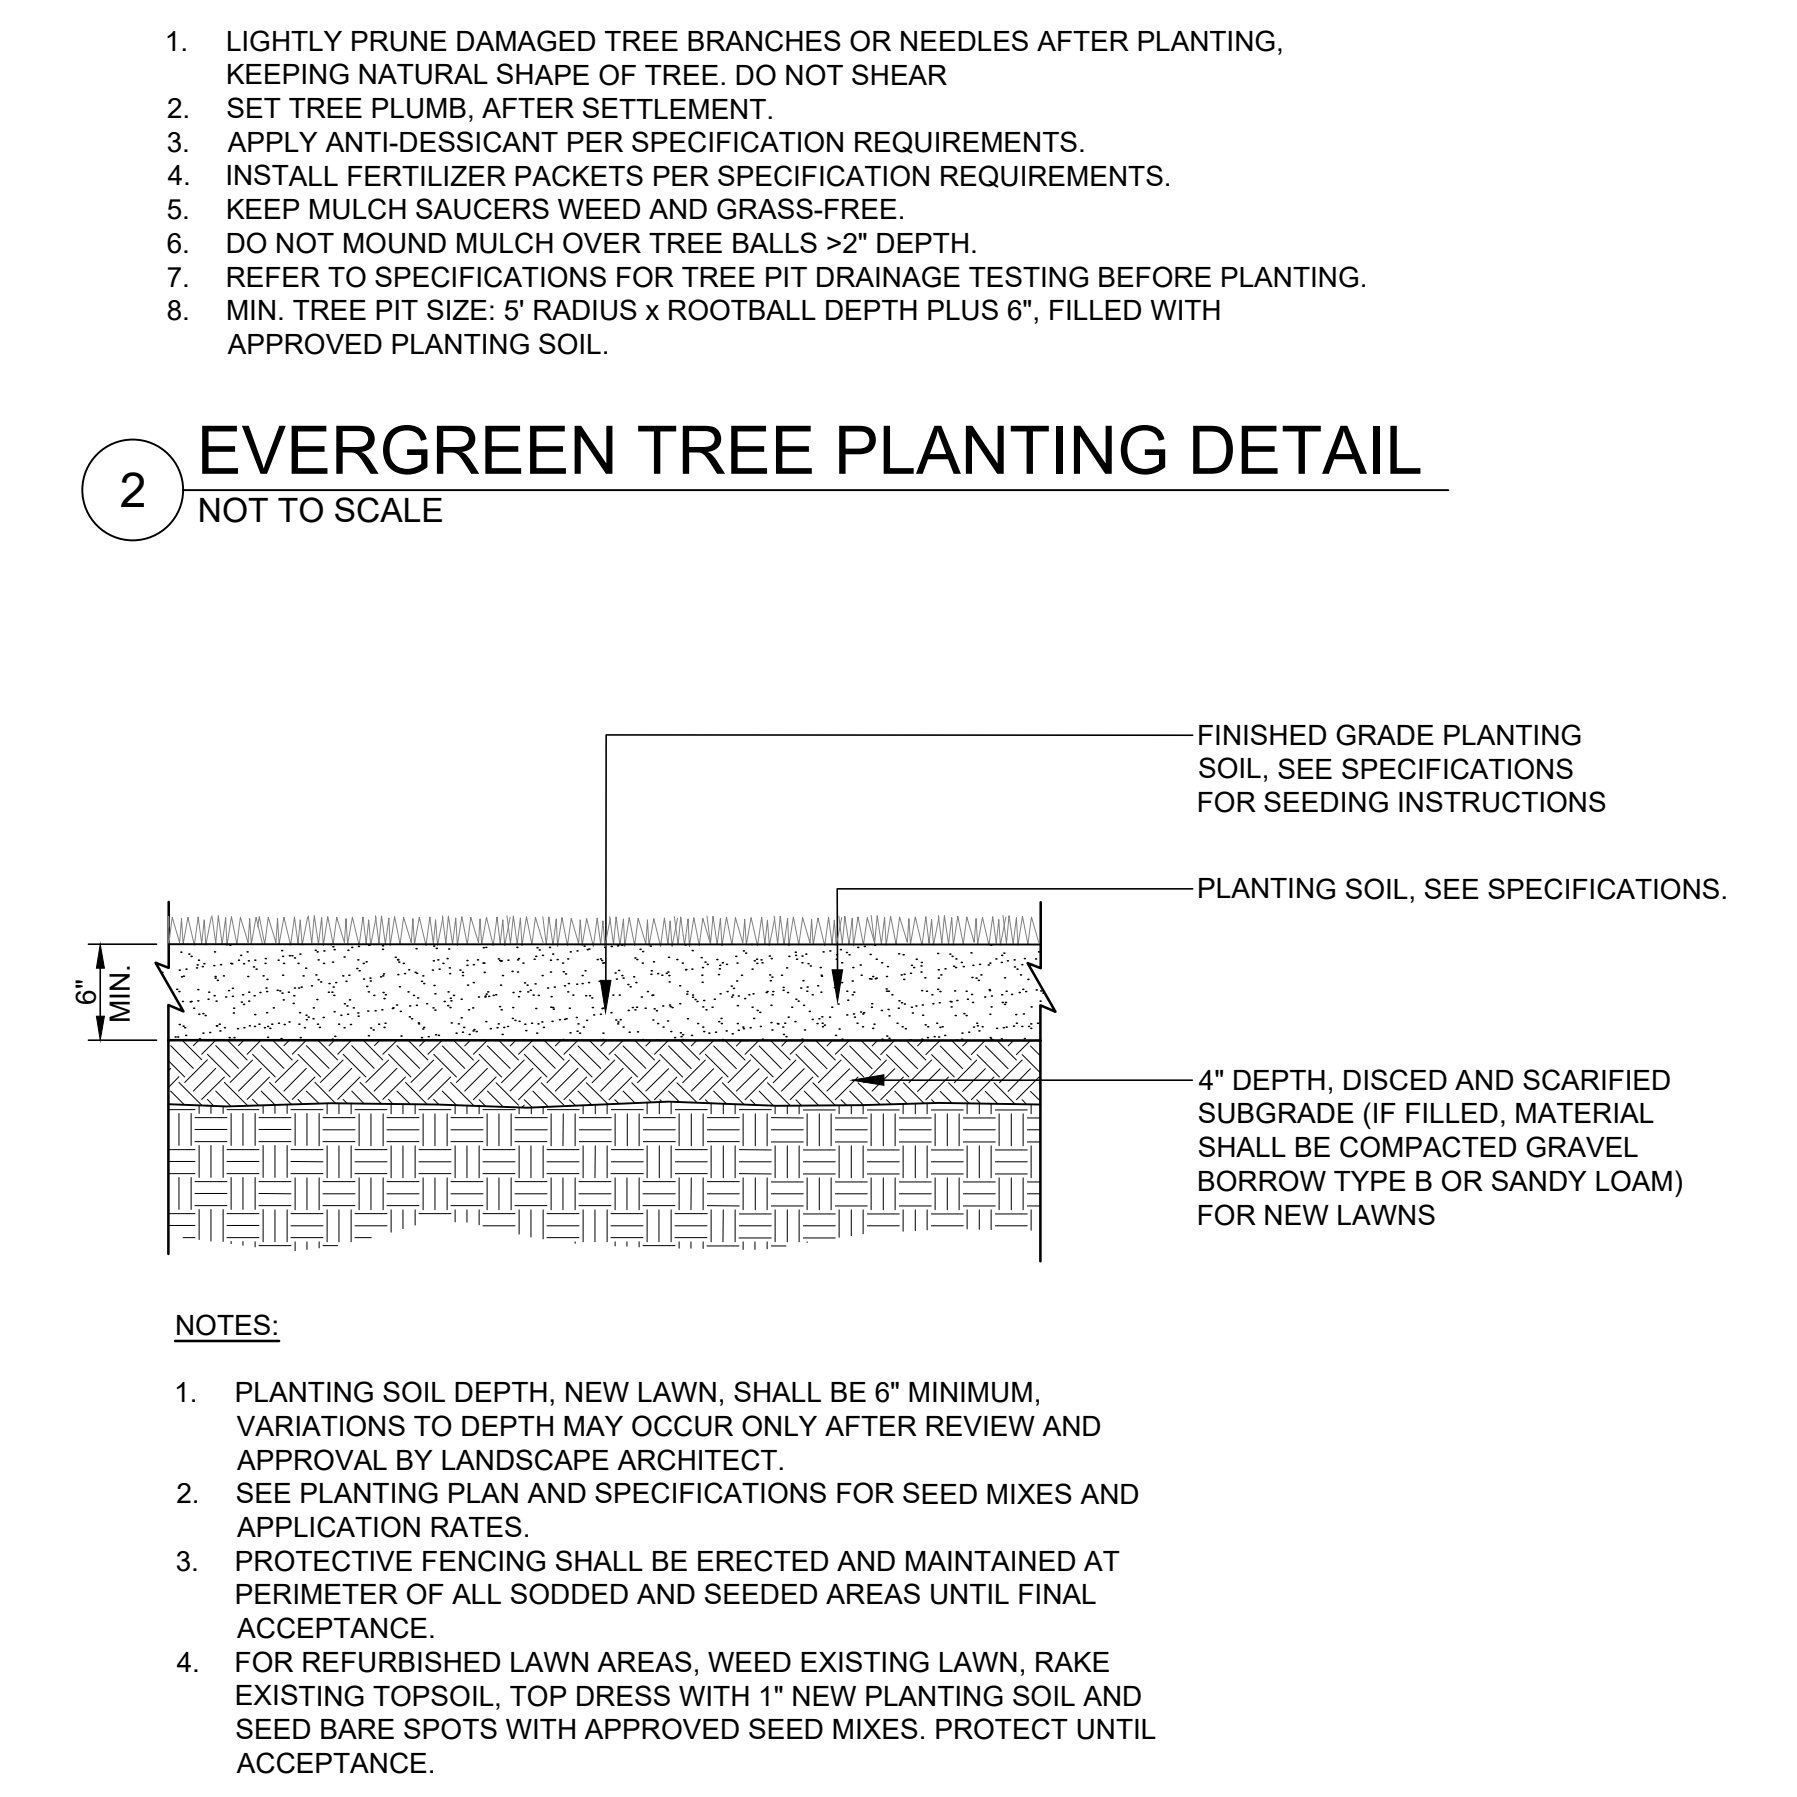 1. LIGHTLY PRUNE DAMAGED TREE BRANCHES OR NEEDLES AFTER PLANTING,
KEEPING NATURAL SHAPE OF TREE. DO NOT SHEAR
2. SET TREE PLUMB, AFTER SETTLEMENT.
3. APPLY ANTI-DESSICANT PER SPECIFICATION REQUIREMENTS.
4. INSTALL FERTILIZER PACKETS PER SPECIFICATION REQUIREMENTS.
5. KEEP MULCH SAUCERS WEED AND GRASS-FREE.
6. DO NOT MOUND MULCH OVER TREE BALLS >2" DEPTH.
7. REFER TO SPECIFICATIONS FOR TREE PIT DRAINAGE TESTING BEFORE PLANTING.
8. MIN. TREE PIT SIZE: 5' RADIUS x ROOTBALL DEPTH PLUS 6", FILLED WITH
APPROVED PLANTING SOIL.
2
EVERGREEN TREE PLANTING DETAIL
NOT TO SCALE
FINISHED GRADE PLANTING
SOIL, SEE SPECIFICATIONS
FOR SEEDING INSTRUCTIONS
PLANTING SOIL, SEE SPECIFICATIONS.
6"
MIN.
4" DEPTH, DISCED AND SCARIFIED
SUBGRADE (IF FILLED, MATERIAL
SHALL BE COMPACTED GRAVEL
BORROW TYPE B OR SANDY LOAM)
FOR NEW LAWNS
NOTES:
1. PLANTING SOIL DEPTH, NEW LAWN, SHALL BE 6" MINIMUM,
VARIATIONS TO DEPTH MAY OCCUR ONLY AFTER REVIEW AND
APPROVAL BY LANDSCAPE ARCHITECT.
2. SEE PLANTING PLAN AND SPECIFICATIONS FOR SEED MIXES AND
APPLICATION RATES.
3. PROTECTIVE FENCING SHALL BE ERECTED AND MAINTAINED AT
PERIMETER OF ALL SODDED AND SEEDED AREAS UNTIL FINAL
ACCEPTANCE.
4. FOR REFURBISHED LAWN AREAS, WEED EXISTING LAWN, RAKE
EXISTING TOPSOIL, TOP DRESS WITH 1" NEW PLANTING SOIL AND
SEED BARE SPOTS WITH APPROVED SEED MIXES. PROTECT UNTIL
ACCEPTANCE.